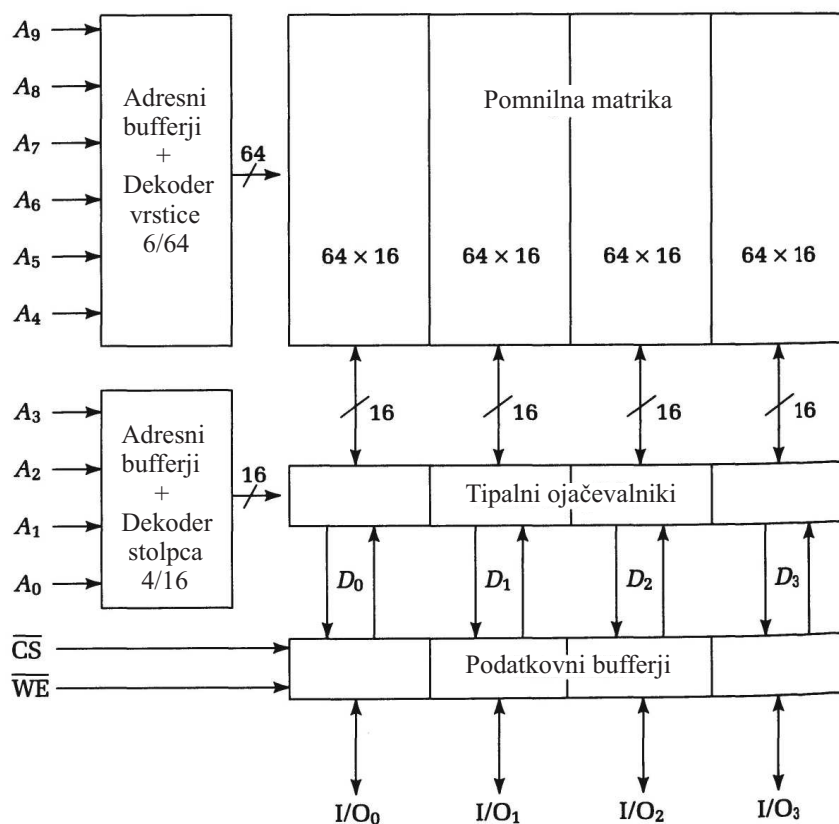 A₉
A₈
A₇
A₆
A₅
A₄
Adresni
bufferji
+
Dekoder
vrstice
6/64
64
Pomnilna matrika
64 × 16
64 × 16
64 × 16
64 × 16
16
16
16
16
A₃
A₂
A₁
A₀
Adresni
bufferji
+
Dekoder
stolpca
4/16
16
Tipalni ojačevalniki
D₀
D₁
D₂
D₃
C̅S̅
W̅E̅
Podatkovni bufferji
I/O₀
I/O₁
I/O₂
I/O₃